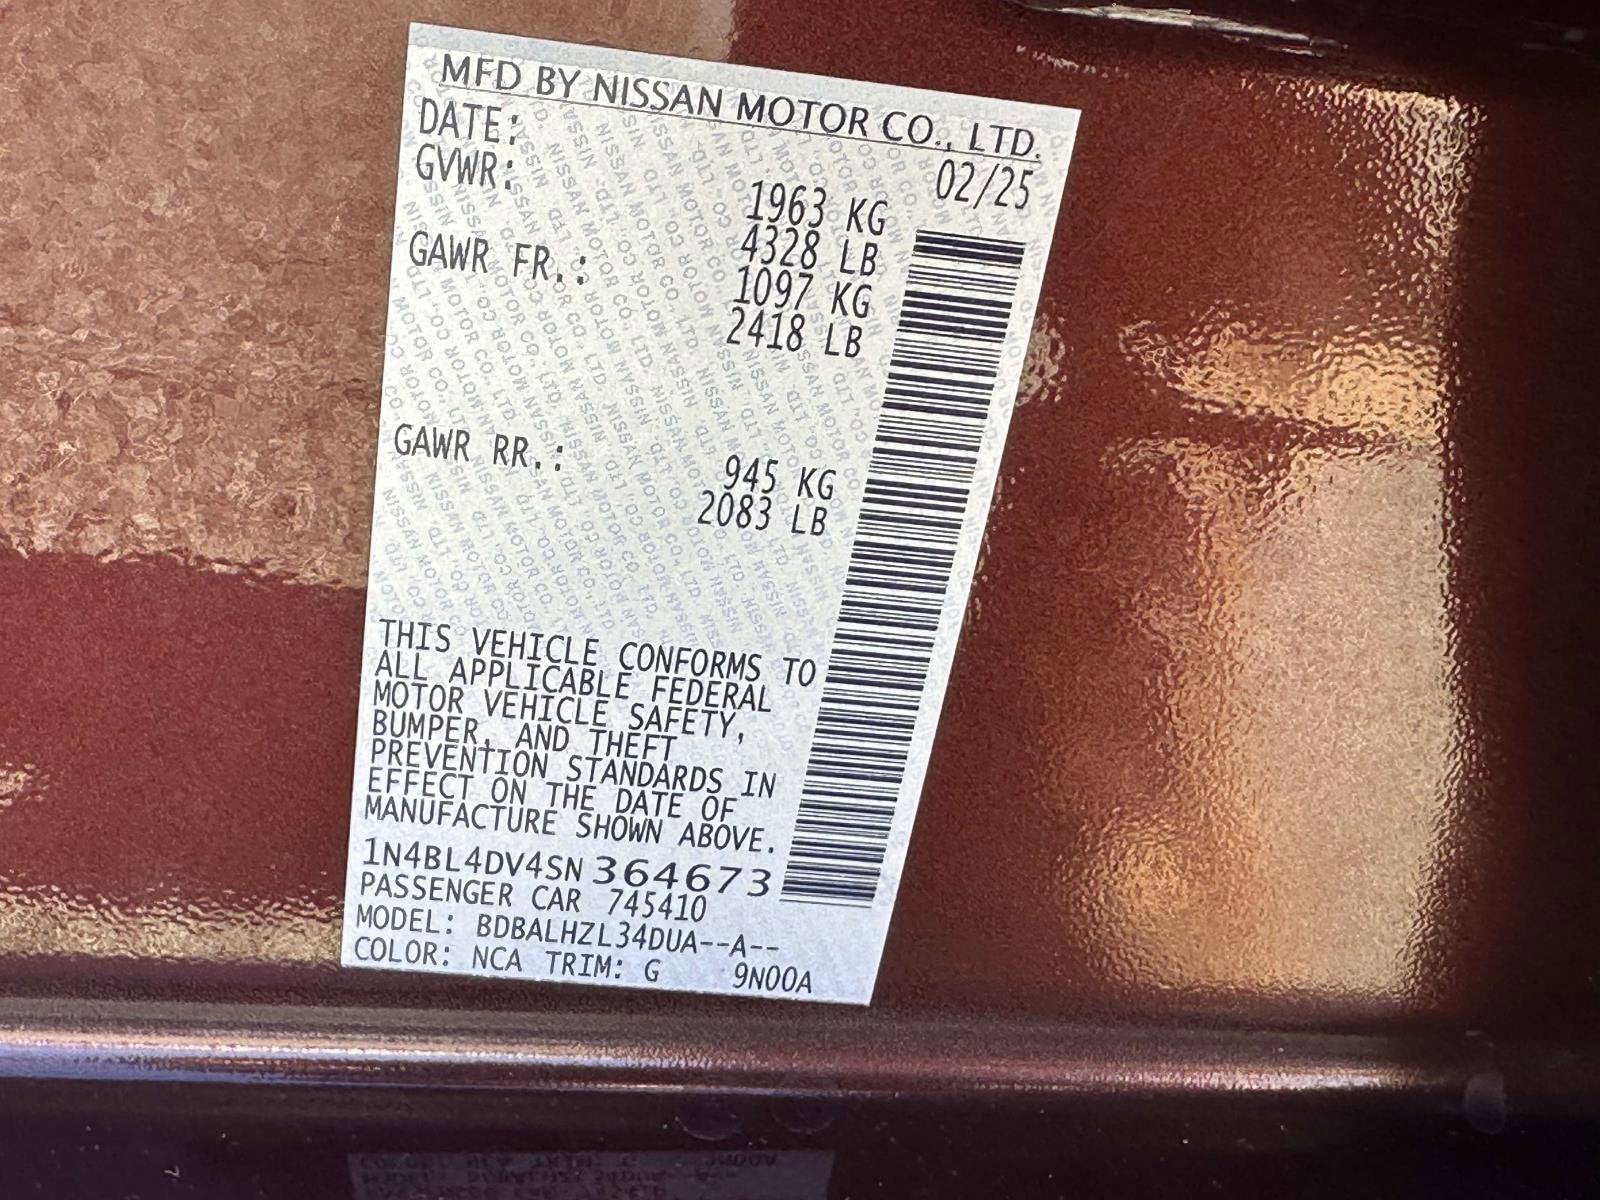 MFD BY NISSAN MOTOR CO., LTD.
DATE: 02/25
GVWR: 1963 KG
4328 LB
GAWR FR.: 1097 KG
2418 LB
GAWR RR.: 945 KG
2083 LB
THIS VEHICLE CONFORMS TO
ALL APPLICABLE FEDERAL
MOTOR VEHICLE SAFETY,
BUMPER, AND THEFT
PREVENTION STANDARDS IN
EFFECT ON THE DATE OF
MANUFACTURE SHOWN ABOVE.
1N4BL4DV4SN364673
PASSENGER CAR 745410
MODEL: BDBALHZL34DUA--A--
COLOR: NCA TRIM: G 9N00A